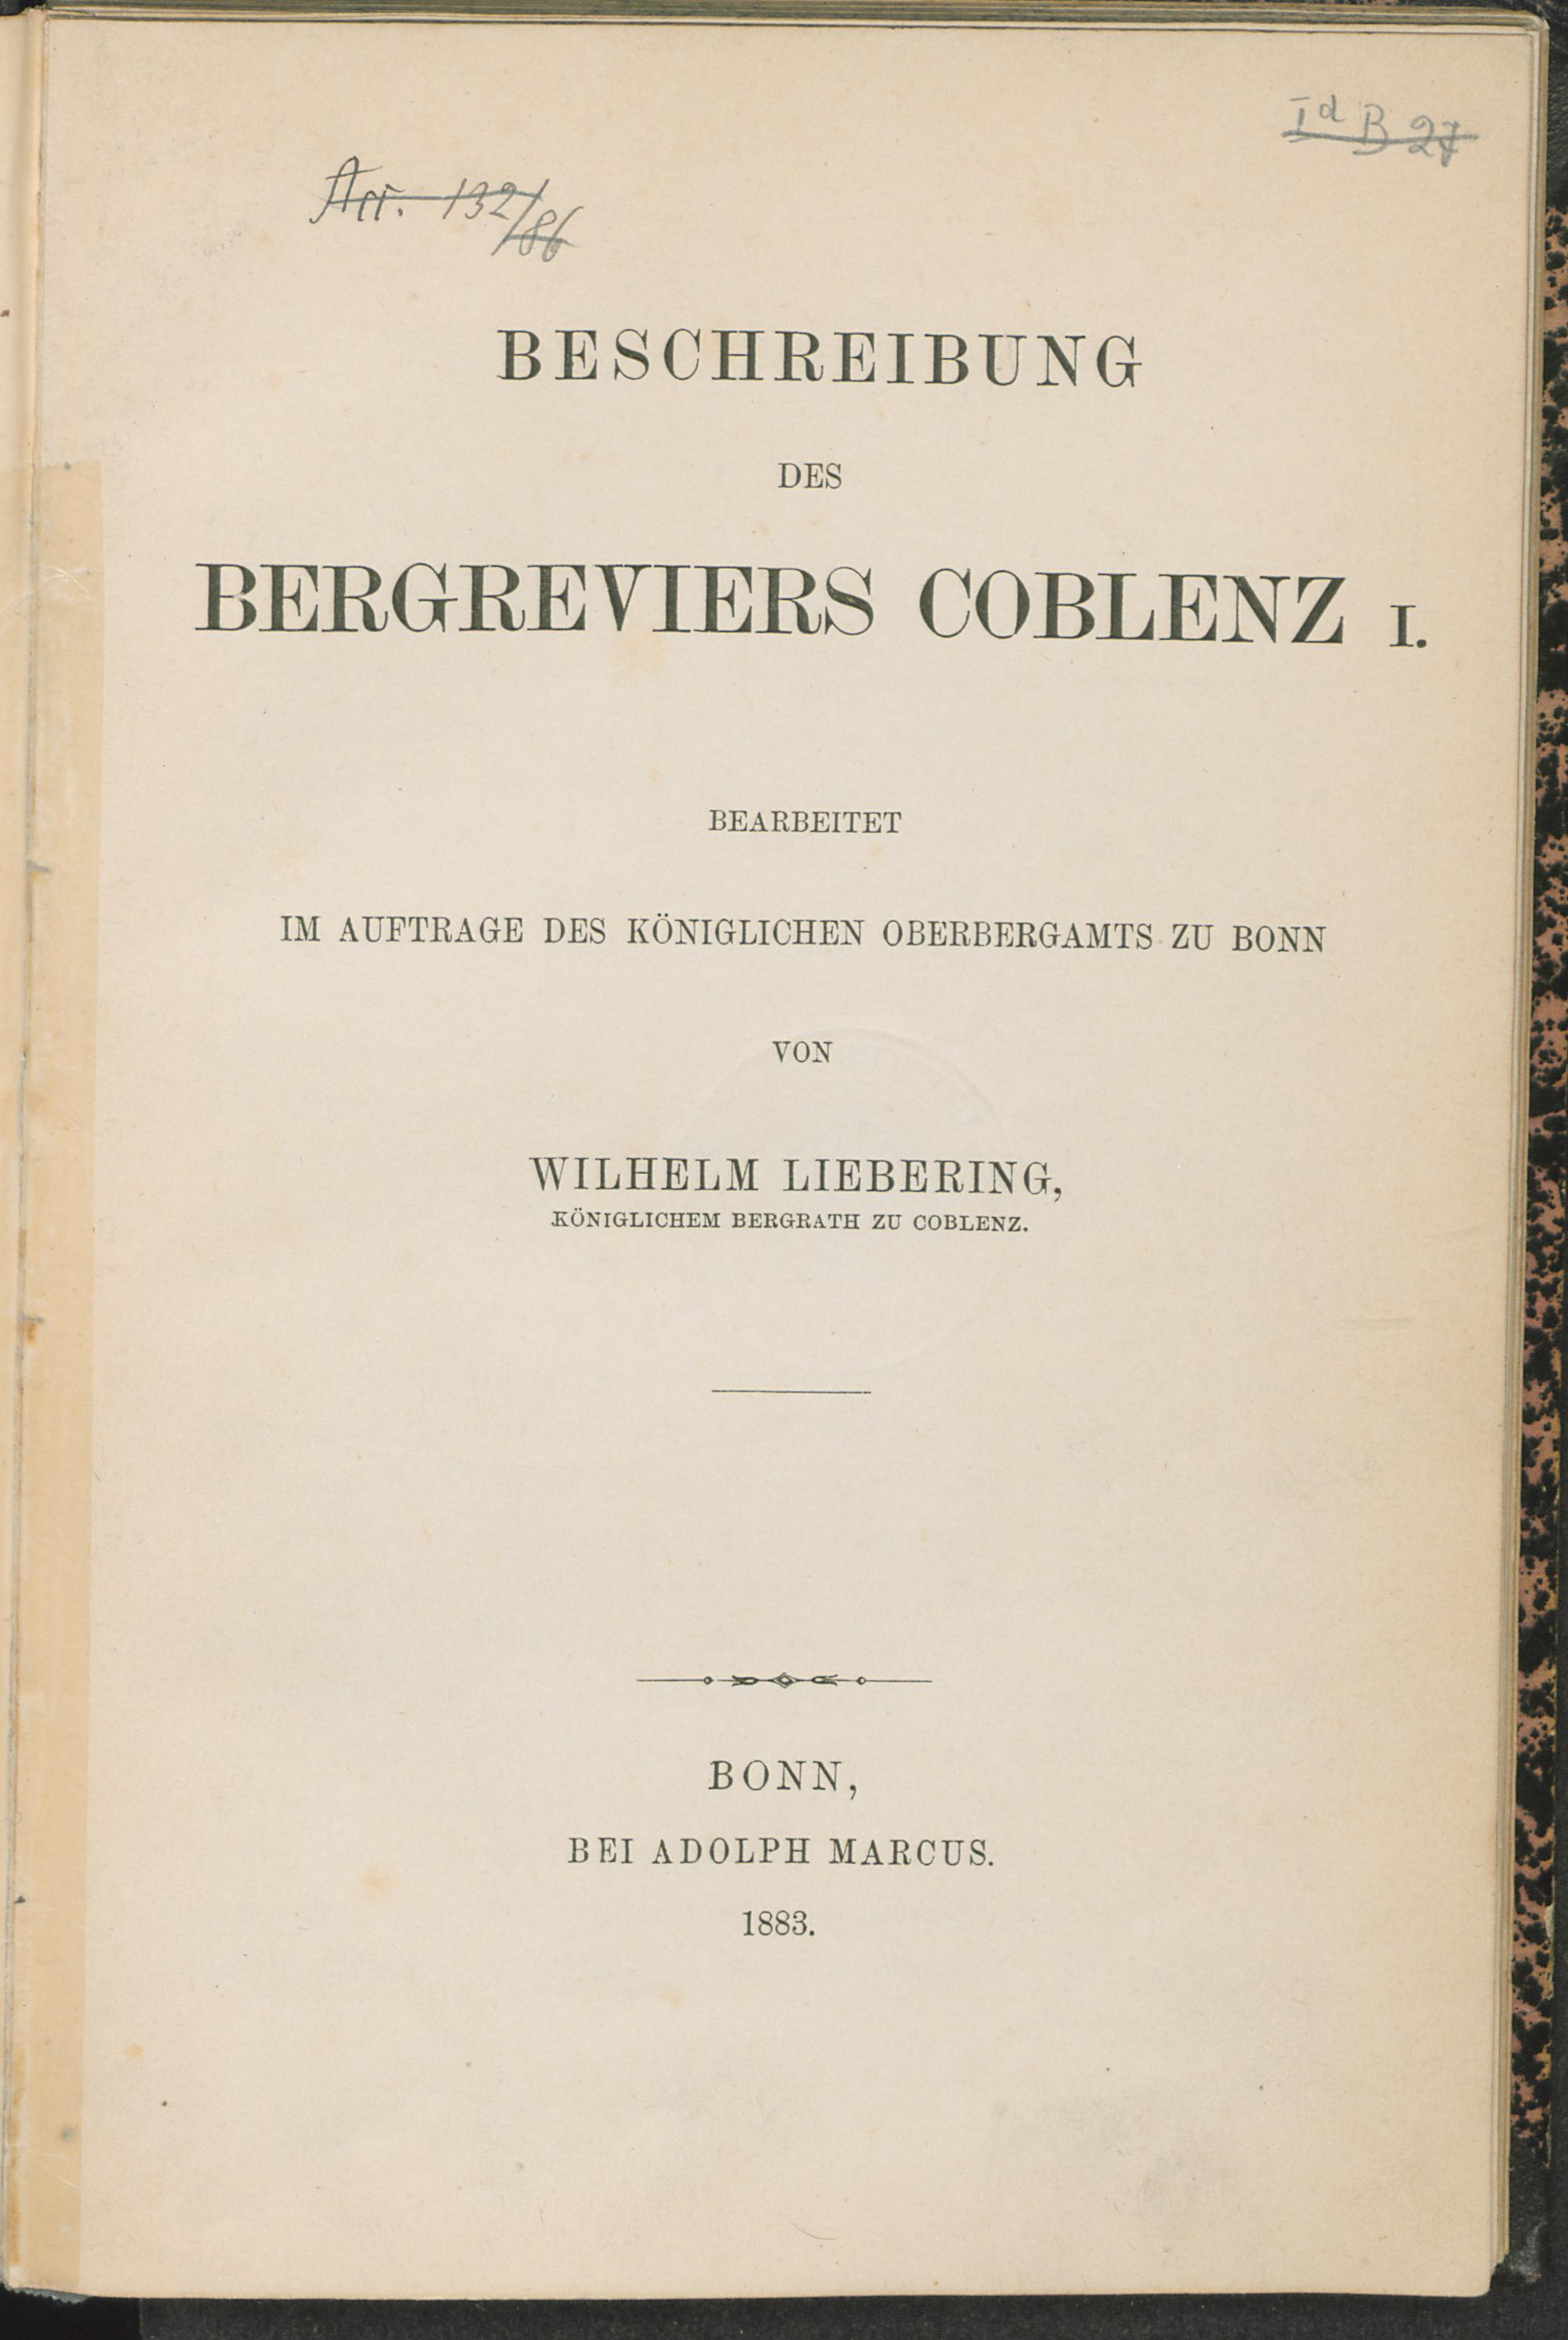 Id B 27
Acc. 132/86
BESCHREIBUNG
DES
BERGREVIERS COBLENZ I.
BEARBEITET
IM AUFTRAGE DES KÖNIGLICHEN OBERBERGAMTS ZU BONN
VON
WILHELM LIEBERING,
KÖNIGLICHEM BERGRATH ZU COBLENZ.
BONN,
BEI ADOLPH MARCUS.
1883.